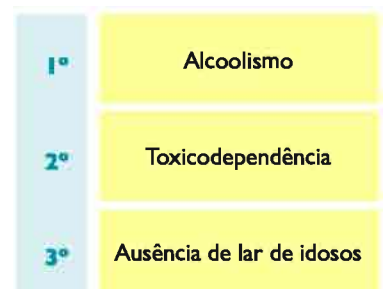 1º Alcoolismo
2º Toxicodependência
3º Ausência de lar de idosos